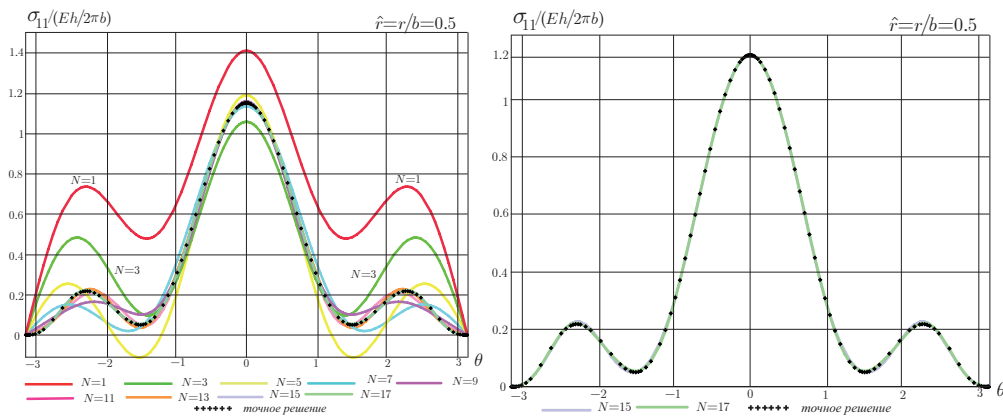 σ₁₁/(Eh/2πb)
r̂=r/b=0.5
1.4
1.2
1
0.8
0.6
0.4
0.2
0
N=1
N=1
N=3
N=3
−3 −2 −1 0 1 2 3 θ
N=1 N=3 N=5 N=7 N=9
N=11 N=13 N=15 N=17
точное решение
σ₁₁/(Eh/2πb)
r̂=r/b=0.5
1.2
1
0.8
0.6
0.4
0.2
0
−3 −2 −1 0 1 2 3 θ
N=15 N=17 точное решение